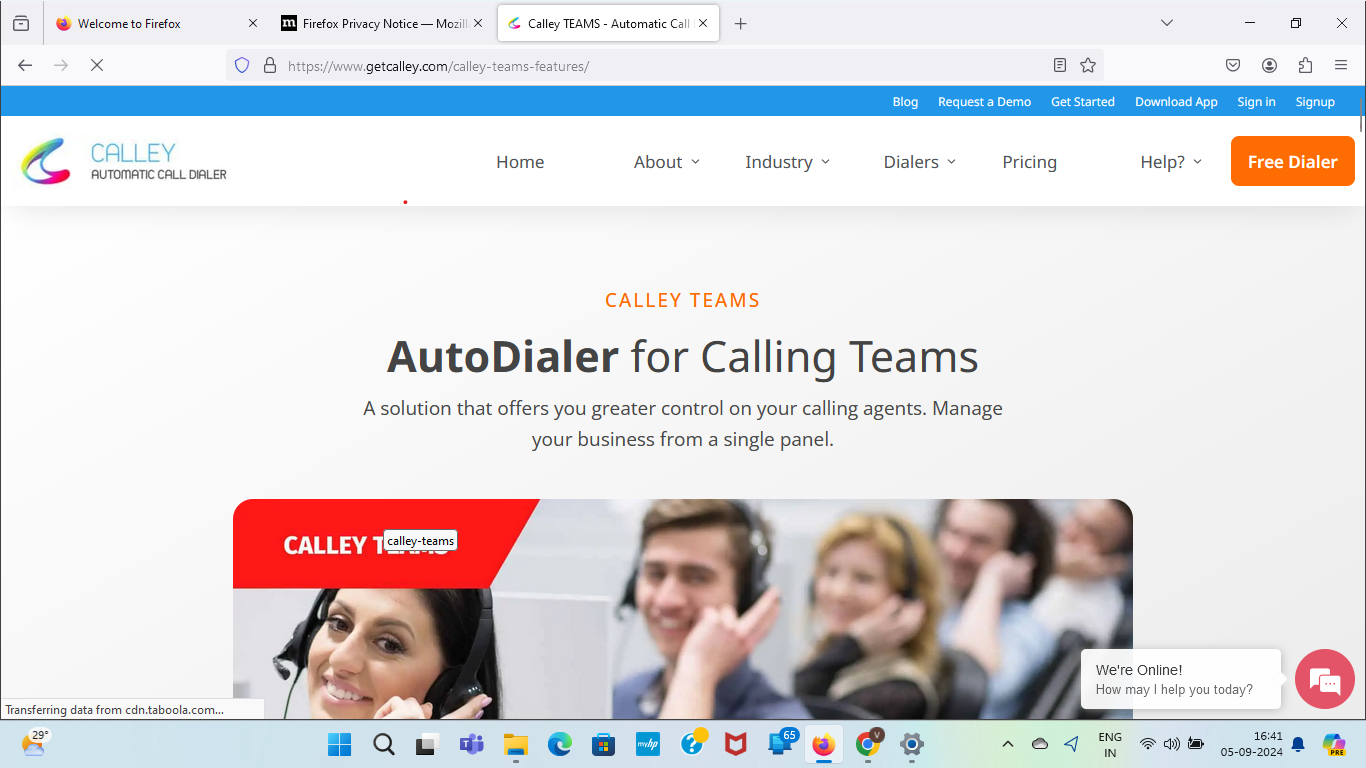 Welcome to Firefox
Firefox Privacy Notice — Mozil
Calley TEAMS - Automatic Call
https://www.getcalley.com/calley-teams-features/
Blog Request a Demo Get Started Download App Sign in Signup
CALLEY
AUTOMATIC CALL DIALER
Home About Industry Dialers Pricing Help? Free Dialer
CALLEY TEAMS
AutoDialer for Calling Teams
A solution that offers you greater control on your calling agents. Manage
your business from a single panel.
CALLEY
calley-teams
We're Online!
How may I help you today?
Transferring data from cdn.taboola.com...
29°
myhp
65
V
ENG
IN
16:41
05-09-2024
PRE